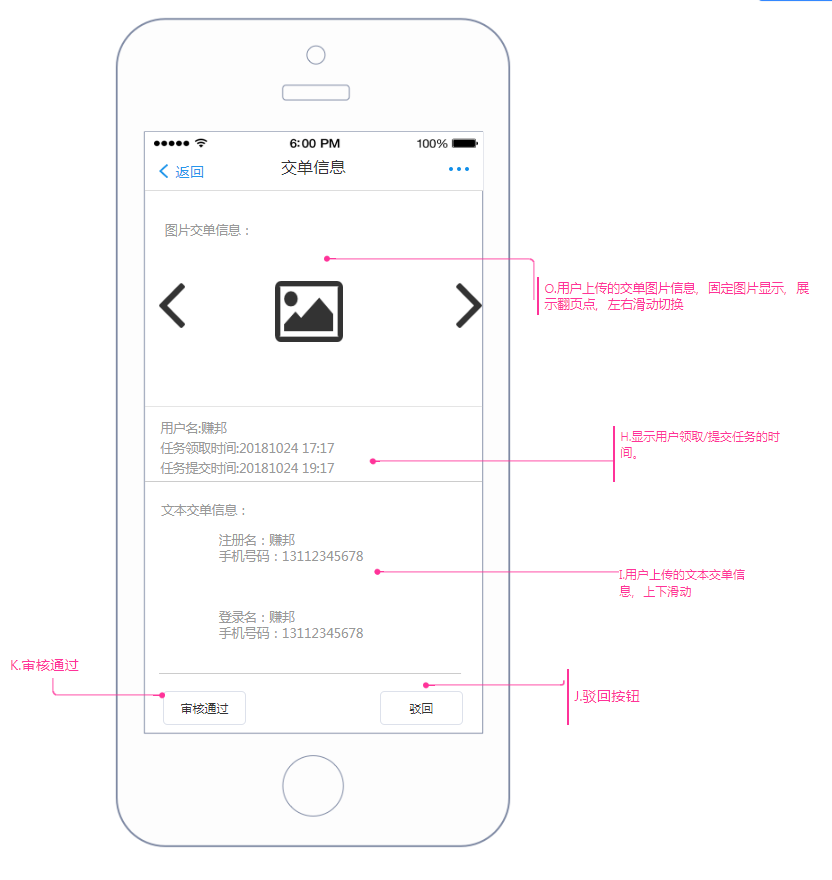 6:00 PM
100%
返回
交单信息
图片交单信息：
O.用户上传的交单图片信息，固定图片显示，展
示翻页点，左右滑动切换
用户名:赚邦
任务领取时间:20181024 17:17
任务提交时间:20181024 19:17
H.显示用户领取/提交任务的时
间。
文本交单信息：
注册名：赚邦
手机号码：13112345678
I.用户上传的文本交单信
息，上下滑动
登录名：赚邦
手机号码：13112345678
K.审核通过
J.驳回按钮
审核通过
驳回